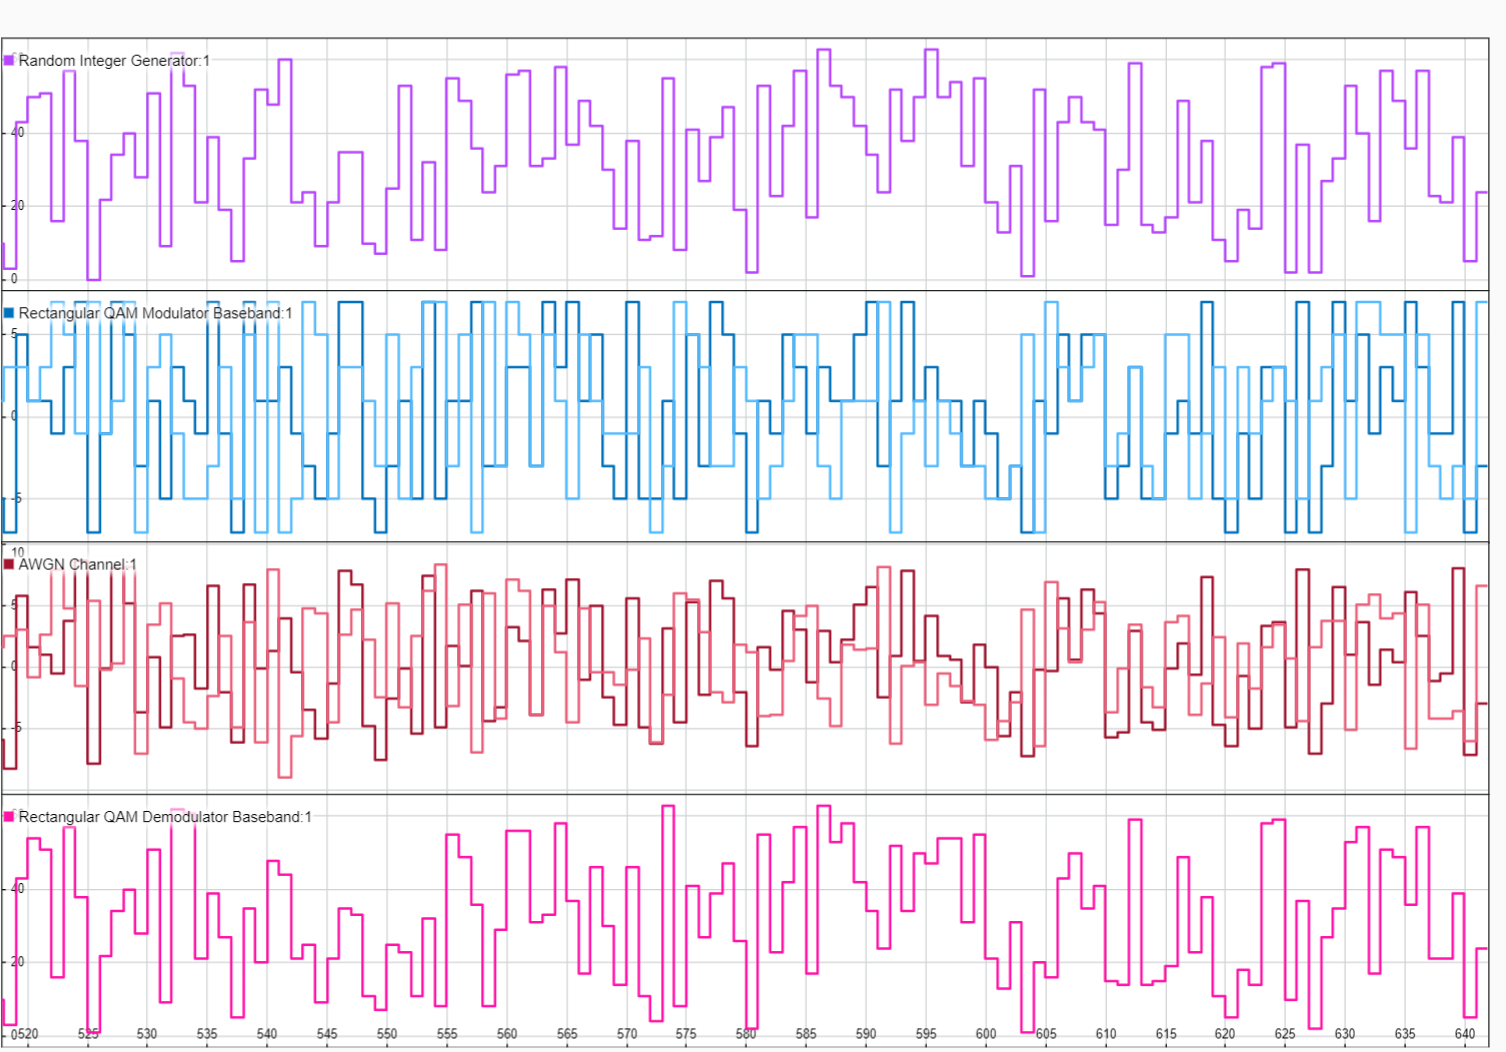 Random Integer Generator:1
40
20
0
Rectangular QAM Modulator Baseband:1
5
0
-5
10
AWGN Channel:1
5
0
-5
Rectangular QAM Demodulator Baseband:1
40
20
0 520 525 530 535 540 545 550 555 560 565 570 575 580 585 590 595 600 605 610 615 620 625 630 635 640